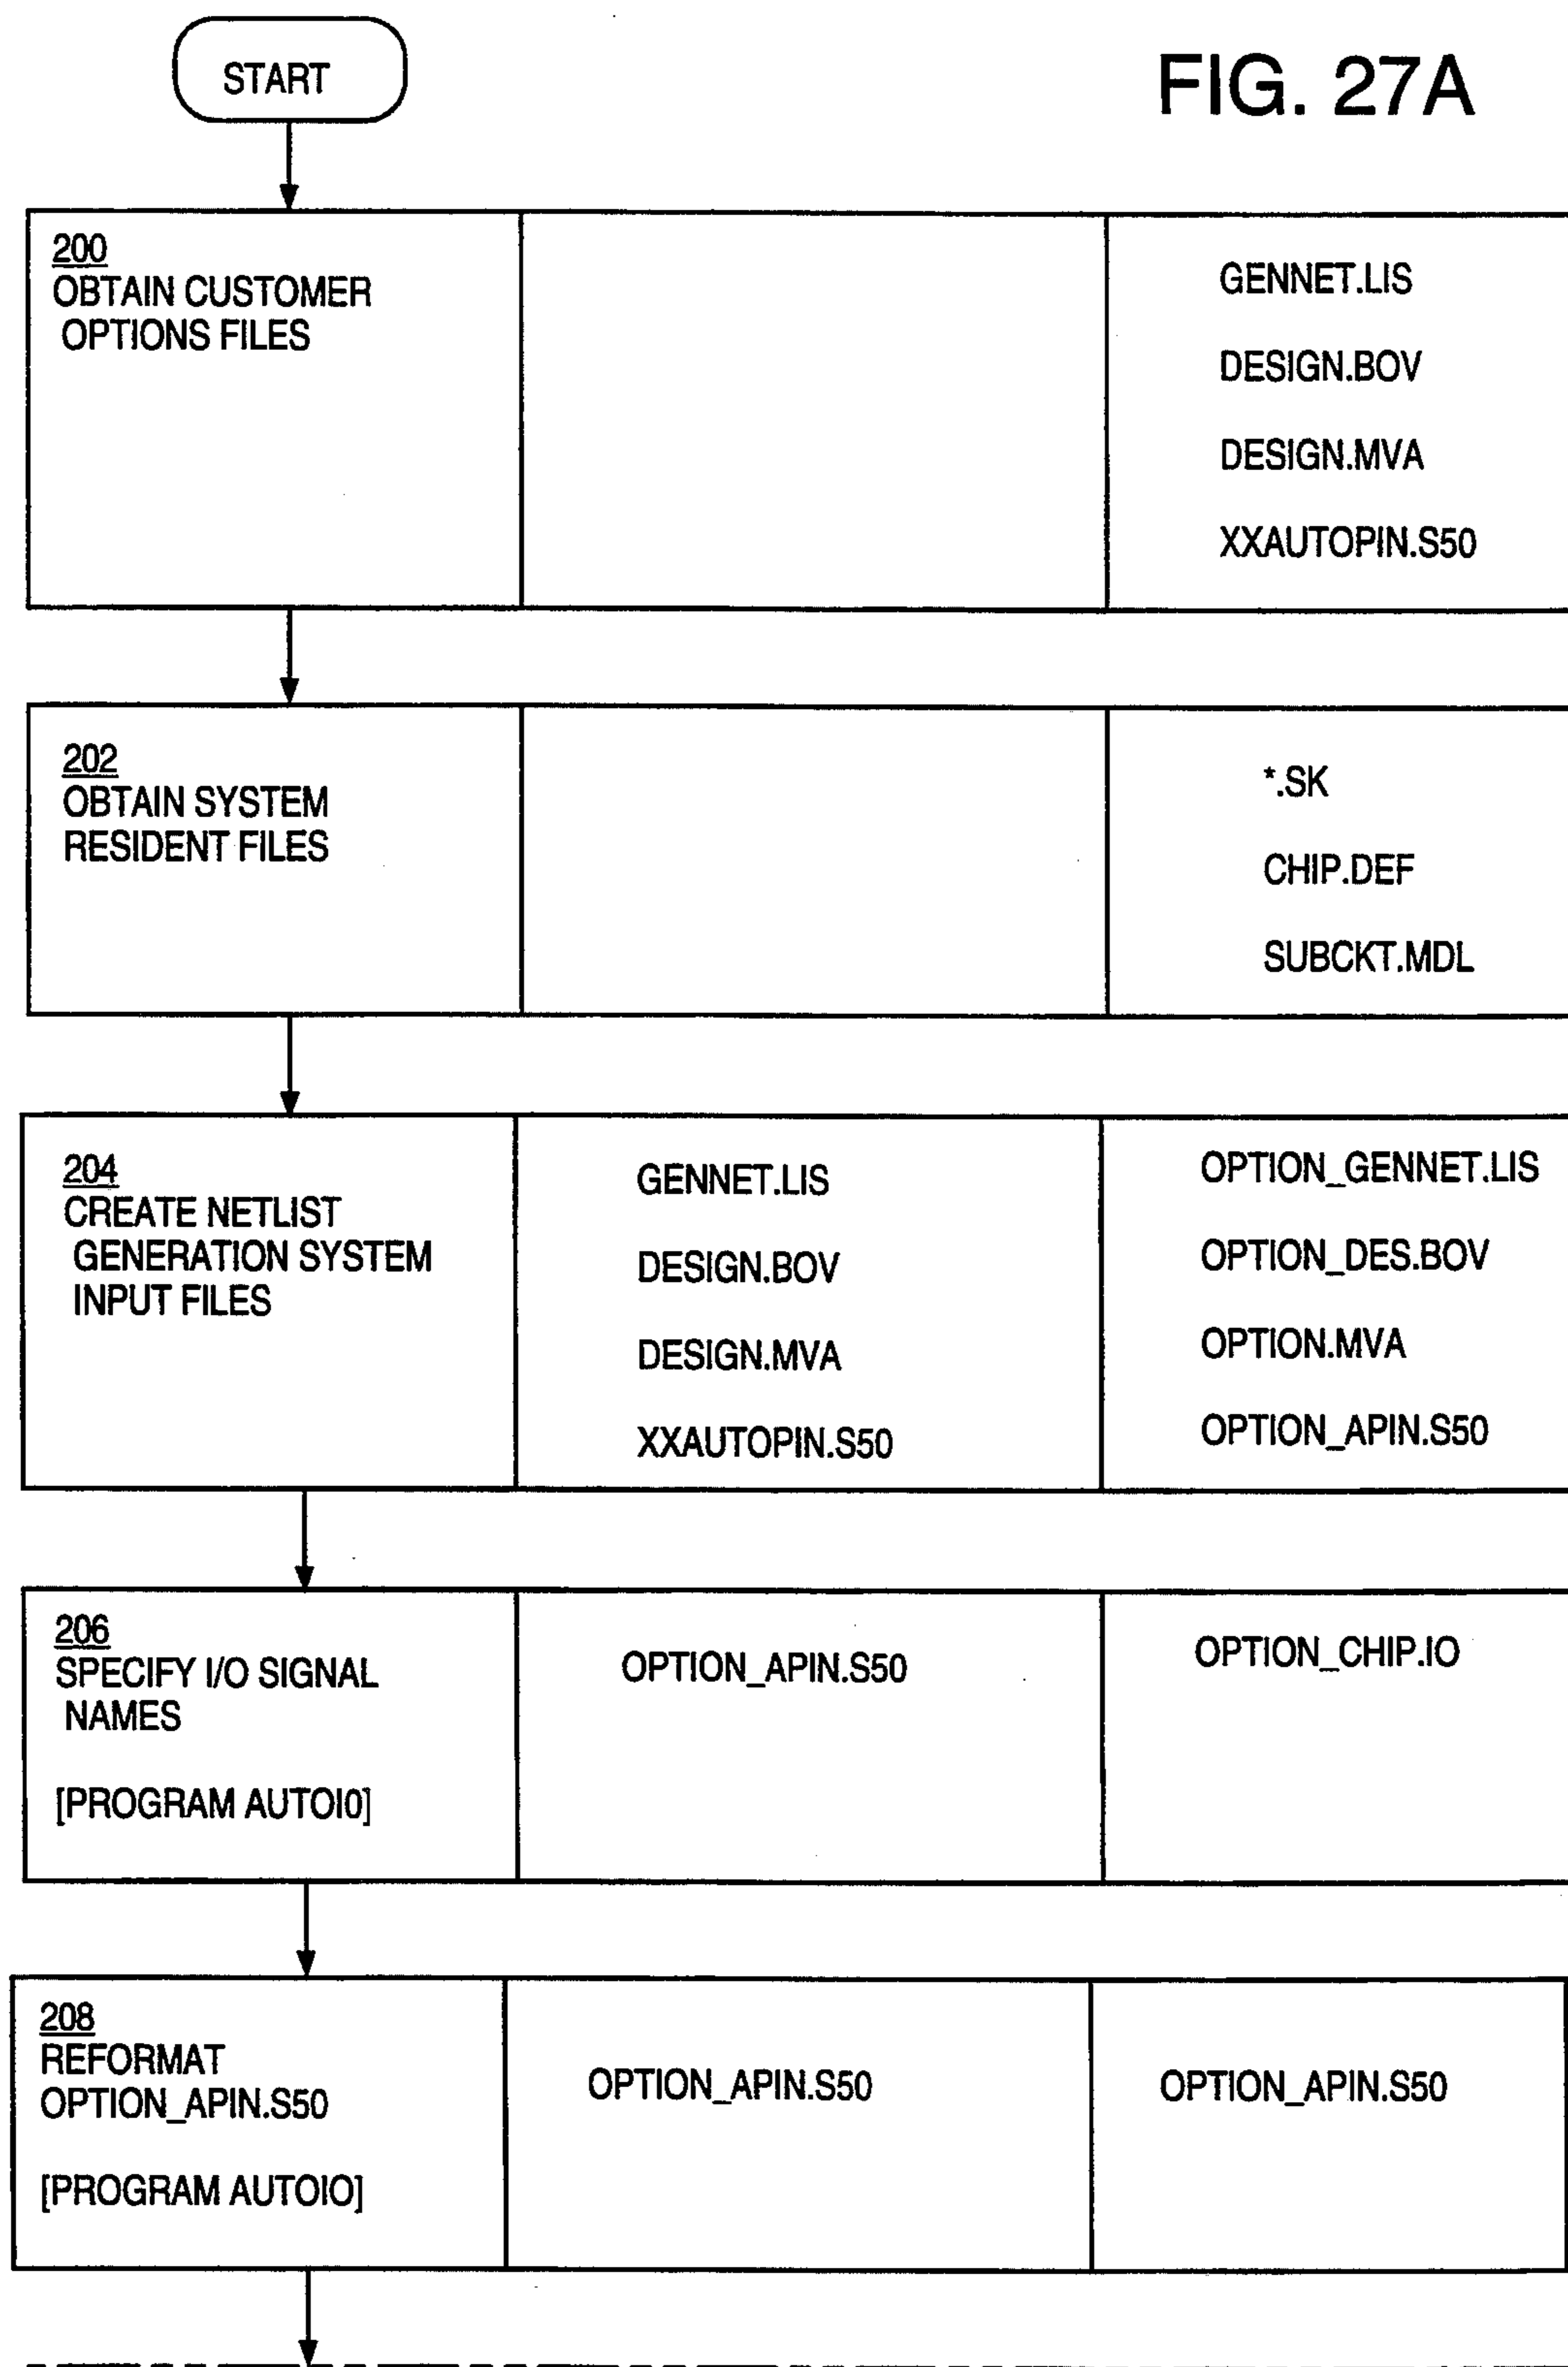 START
FIG. 27A
200
OBTAIN CUSTOMER
OPTIONS FILES
GENNET.LIS
DESIGN.BOV
DESIGN.MVA
XXAUTOPIN.S50
202
OBTAIN SYSTEM
RESIDENT FILES
*.SK
CHIP.DEF
SUBCKT.MDL
204
CREATE NETLIST
GENERATION SYSTEM
INPUT FILES
GENNET.LIS
DESIGN.BOV
DESIGN.MVA
XXAUTOPIN.S50
OPTION_GENNET.LIS
OPTION_DES.BOV
OPTION.MVA
OPTION_APIN.S50
206
SPECIFY I/O SIGNAL
NAMES
[PROGRAM AUTOI0]
OPTION_APIN.S50
OPTION_CHIP.IO
208
REFORMAT
OPTION_APIN.S50
[PROGRAM AUTOIO]
OPTION_APIN.S50
OPTION_APIN.S50